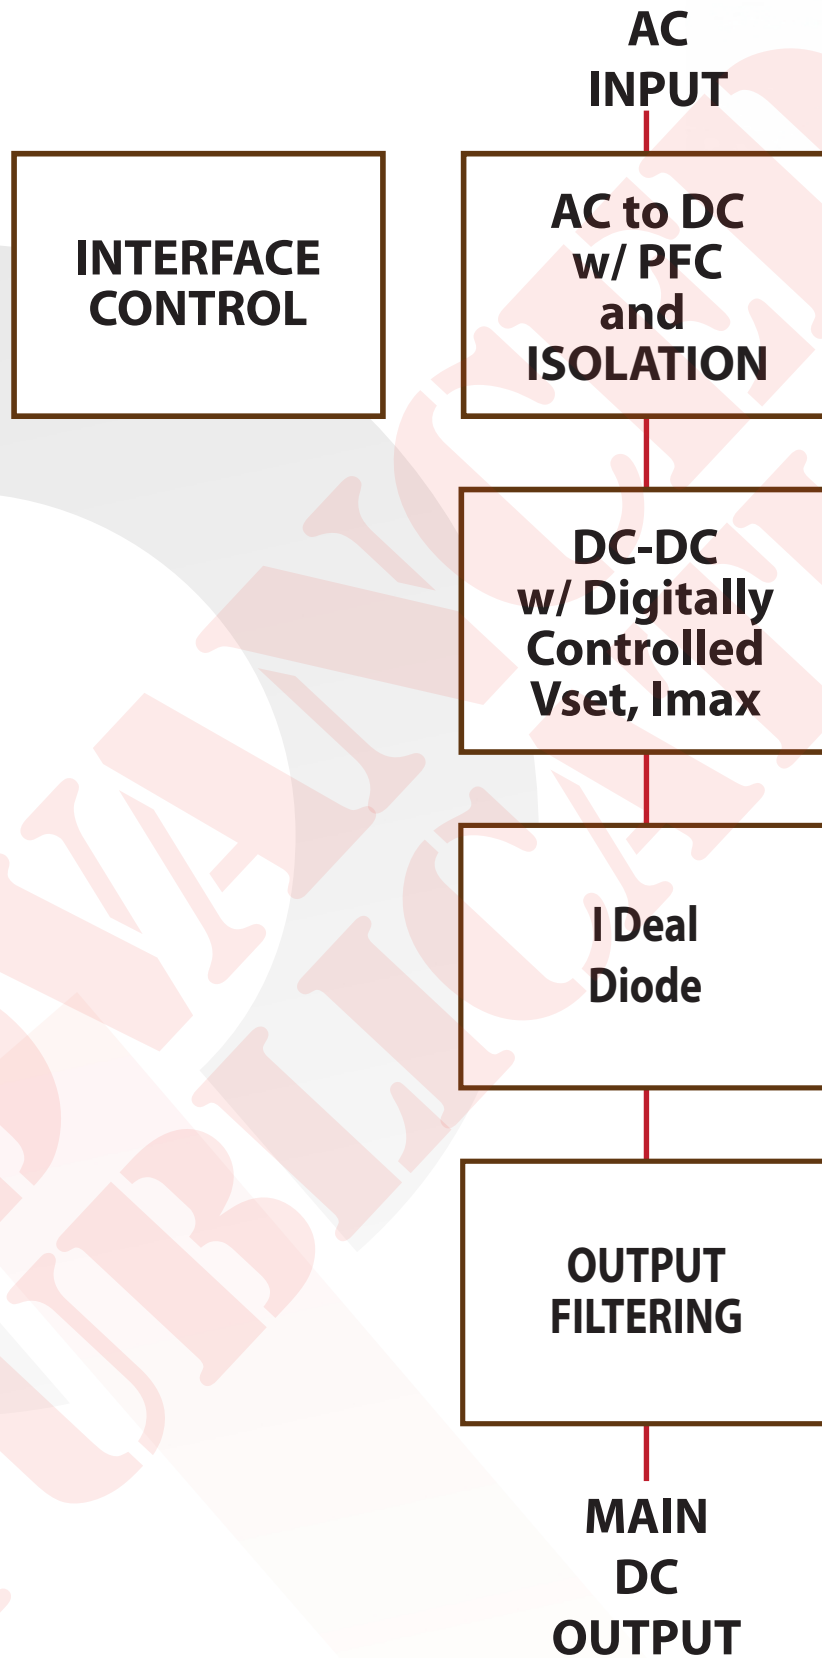 AC
INPUT
INTERFACE
CONTROL
AC to DC
w/ PFC
and
ISOLATION
DC-DC
w/ Digitally
Controlled
Vset, Imax
I Deal
Diode
OUTPUT
FILTERING
MAIN
DC
OUTPUT